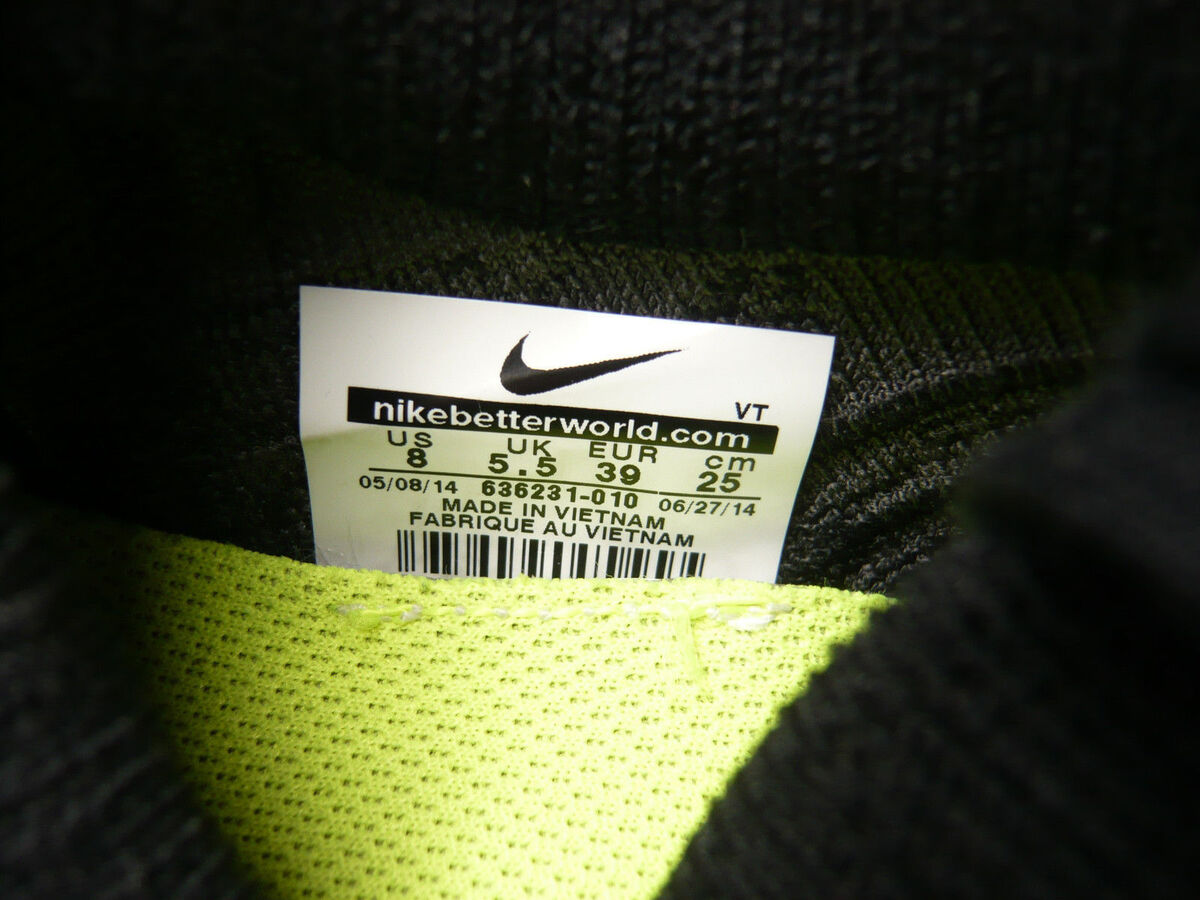 nikebetterworld.com VT
US UK EUR cm
8 5.5 39 25
05/08/14 636231-010 06/27/14
MADE IN VIETNAM
FABRIQUE AU VIETNAM